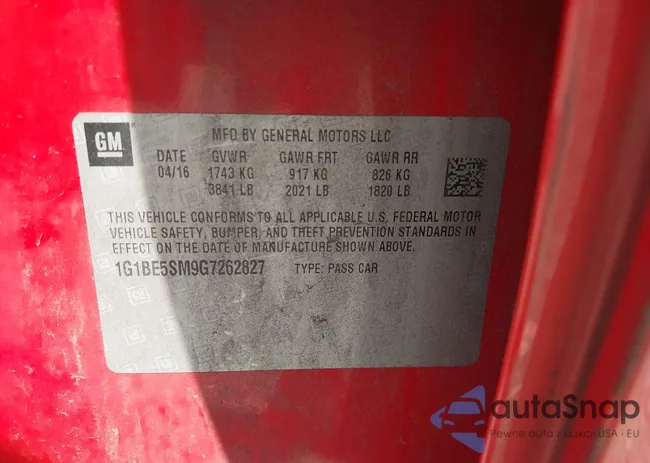 GM
MFD BY GENERAL MOTORS LLC
DATE GVWR GAWR FRT GAWR RR
04/16 1743 KG 917 KG 826 KG
3841 LB 2021 LB 1820 LB
THIS VEHICLE CONFORMS TO ALL APPLICABLE U.S. FEDERAL MOTOR
VEHICLE SAFETY, BUMPER, AND THEFT PREVENTION STANDARDS IN
EFFECT ON THE DATE OF MANUFACTURE SHOWN ABOVE.
1G1BE5SM9G7262827 TYPE: PASS CAR
autaSnap
Pewne auta z aukcji USA i EU